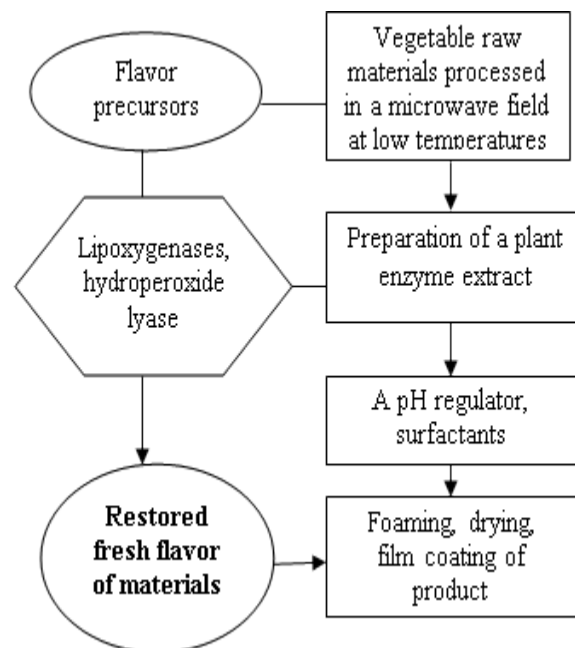 Flavor
precursors
Vegetable raw
materials processed
in a microwave field
at low temperatures
Lipoxygenases,
hydroperoxide
lyase
Preparation of a plant
enzyme extract
A pH regulator,
surfactants
Restored
fresh flavor
of materials
Foaming, drying,
film coating of
product